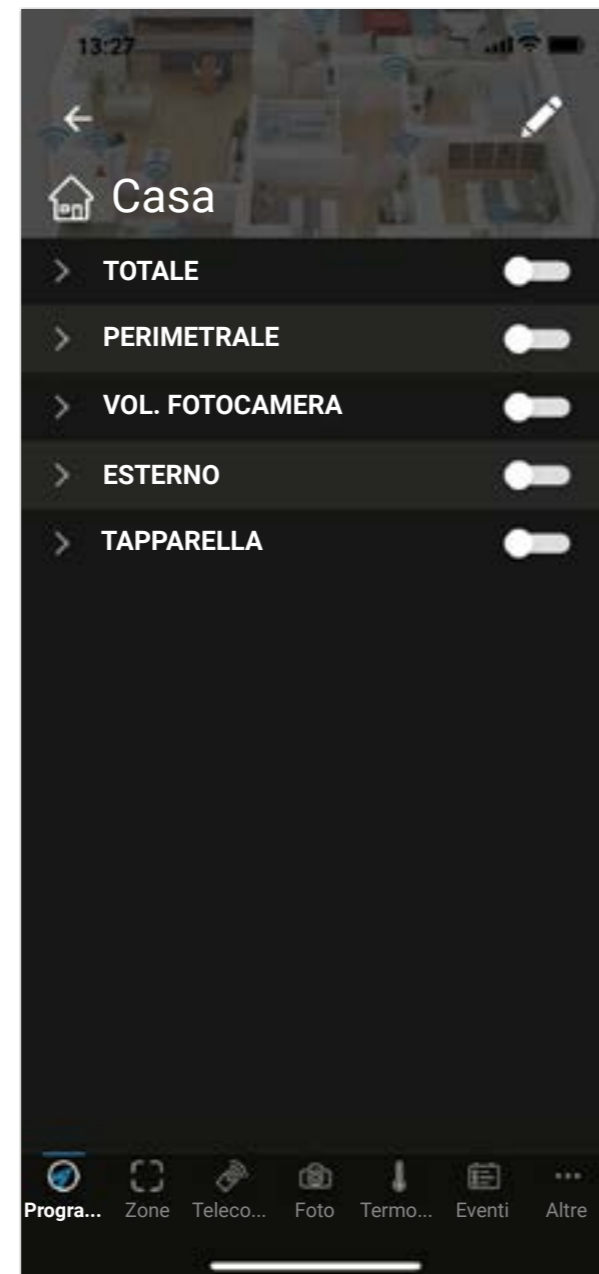 13:27
Casa
TOTALE
PERIMETRALE
VOL. FOTOCAMERA
ESTERNO
TAPPARELLA
Progra... Zone Teleco... Foto Termo... Eventi Altre